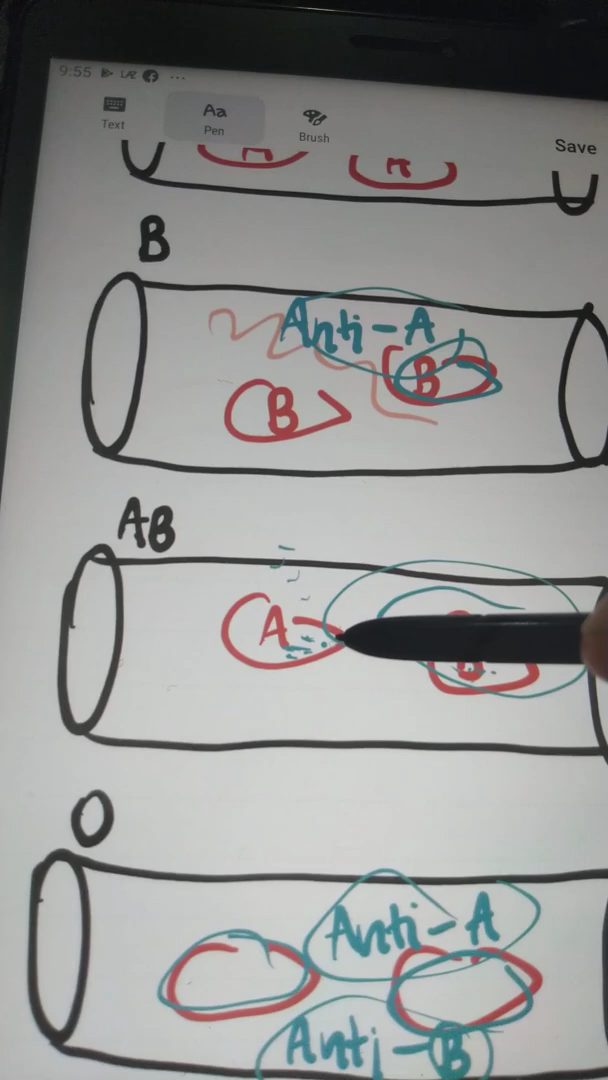 9:55
Text
Aa
Pen
Brush
Save
B
Anti-A
B
B
AB
A
O
Anti-A
Anti-B